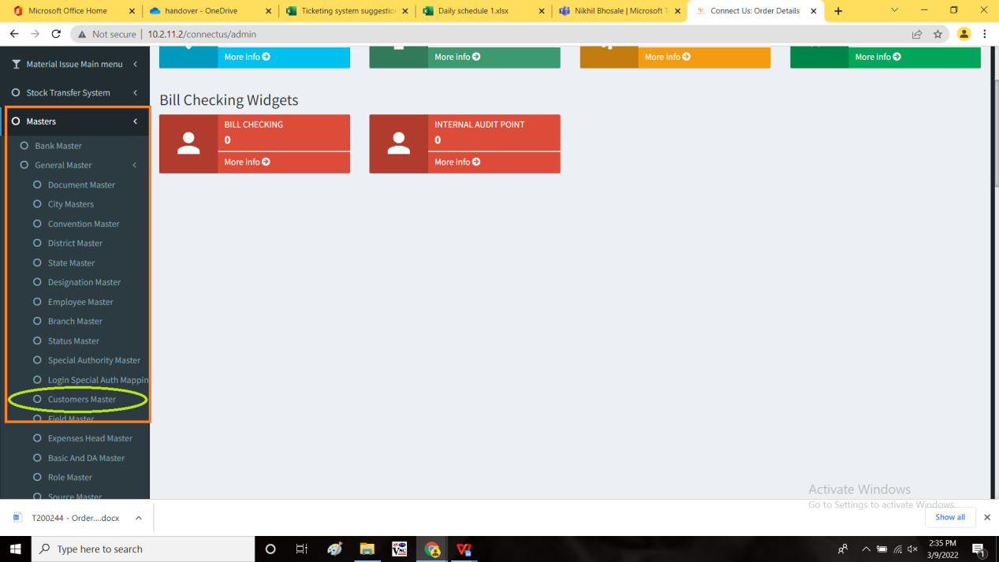 Microsoft Office Home
handover - OneDrive
Ticketing system suggestion
Daily schedule 1.xlsx
Nikhil Bhosale | Microsoft T
Connect Us: Order Details
Not secure | 10.2.11.2/connectus/admin
Material Issue Main menu
More info
More info
More info
More info
Stock Transfer System
Bill Checking Widgets
Masters
BILL CHECKING
0
More info
INTERNAL AUDIT POINT
0
More info
Bank Master
General Master
Document Master
City Masters
Convention Master
District Master
State Master
Designation Master
Employee Master
Branch Master
Status Master
Special Authority Master
Login Special Auth Mappin
Customers Master
Field Master
Expenses Head Master
Basic And DA Master
Role Master
Source Master
Activate Windows
Go to Settings to activate Windows.
T200244 - Order....docx
Show all
Type here to search
VNC
2:35 PM
3/9/2022
1